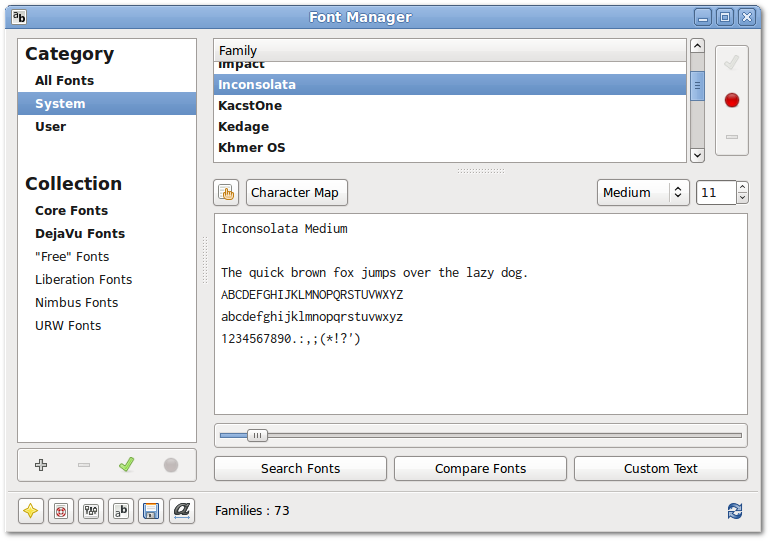 Font Manager
Category
All Fonts
System
User
Collection
Core Fonts
DejaVu Fonts
"Free" Fonts
Liberation Fonts
Nimbus Fonts
URW Fonts
Family
Impact
Inconsolata
KacstOne
Kedage
Khmer OS
Character Map
Medium
11
Inconsolata Medium
The quick brown fox jumps over the lazy dog.
ABCDEFGHIJKLMNOPQRSTUVWXYZ
abcdefghijklmnopqrstuvwxyz
1234567890.:,;(*!?')
Search Fonts
Compare Fonts
Custom Text
Families : 73